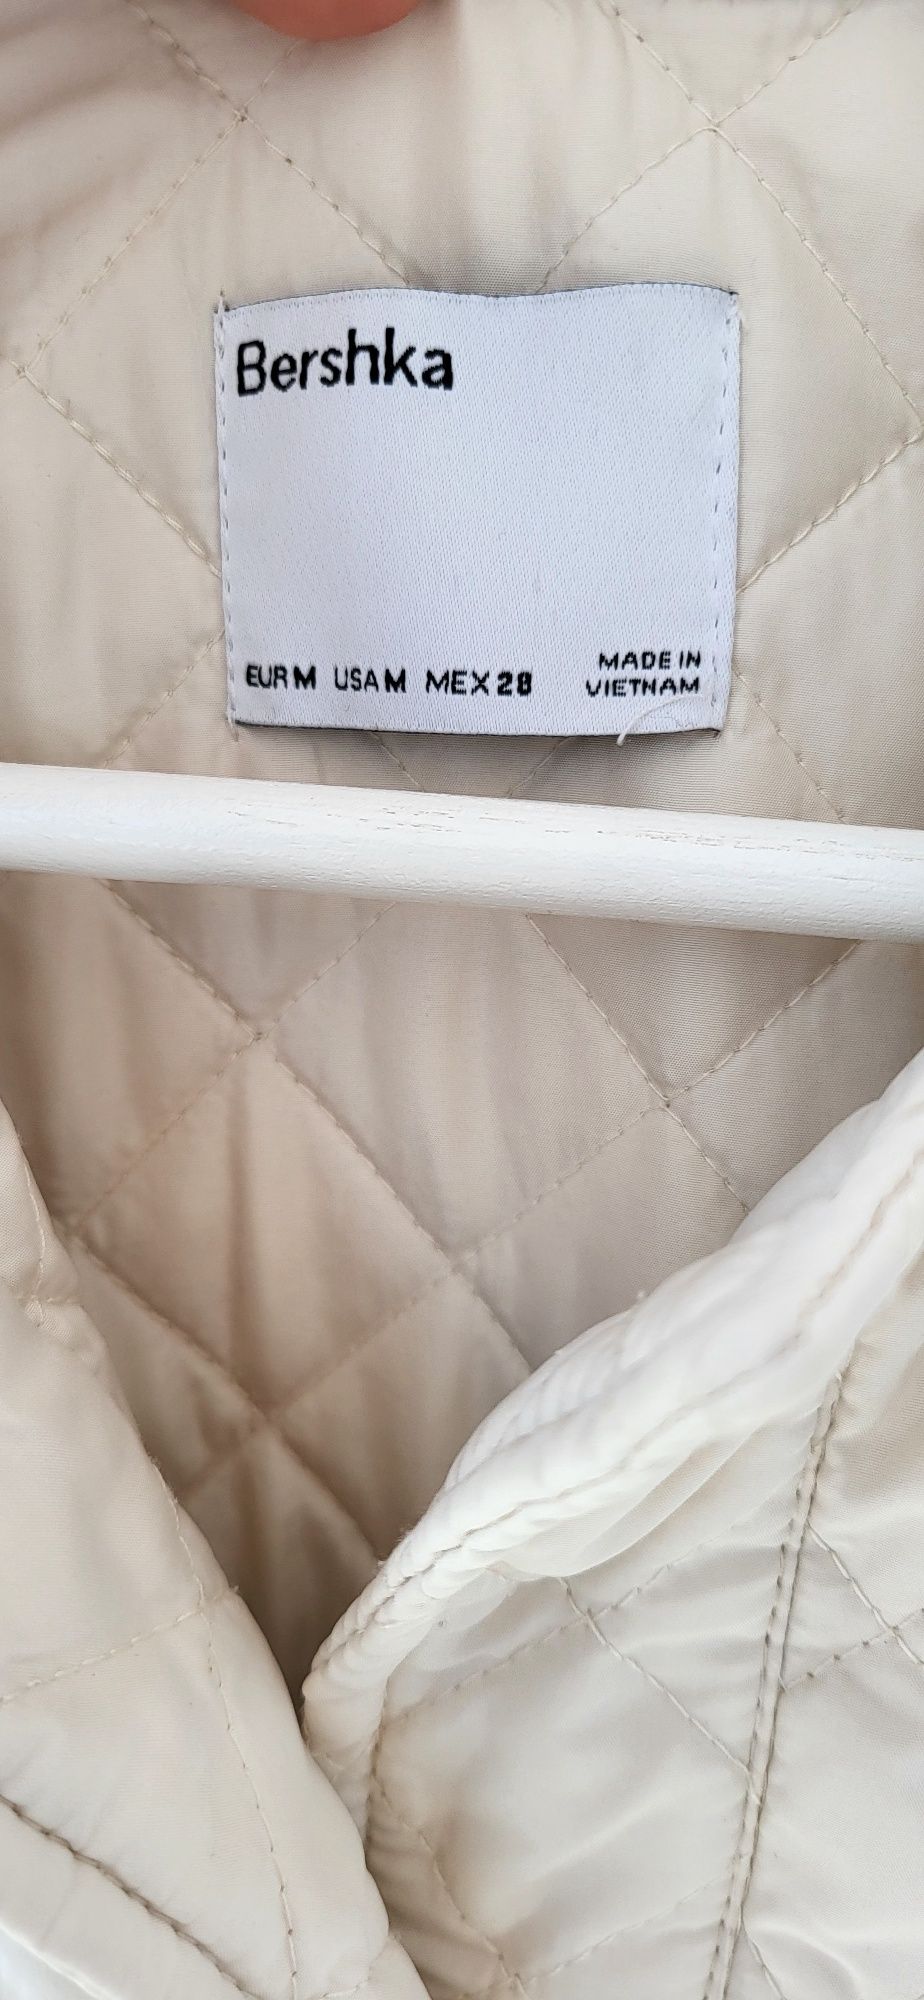 Bershka
EUR M USA M MEX 28
MADE IN
VIETNAM